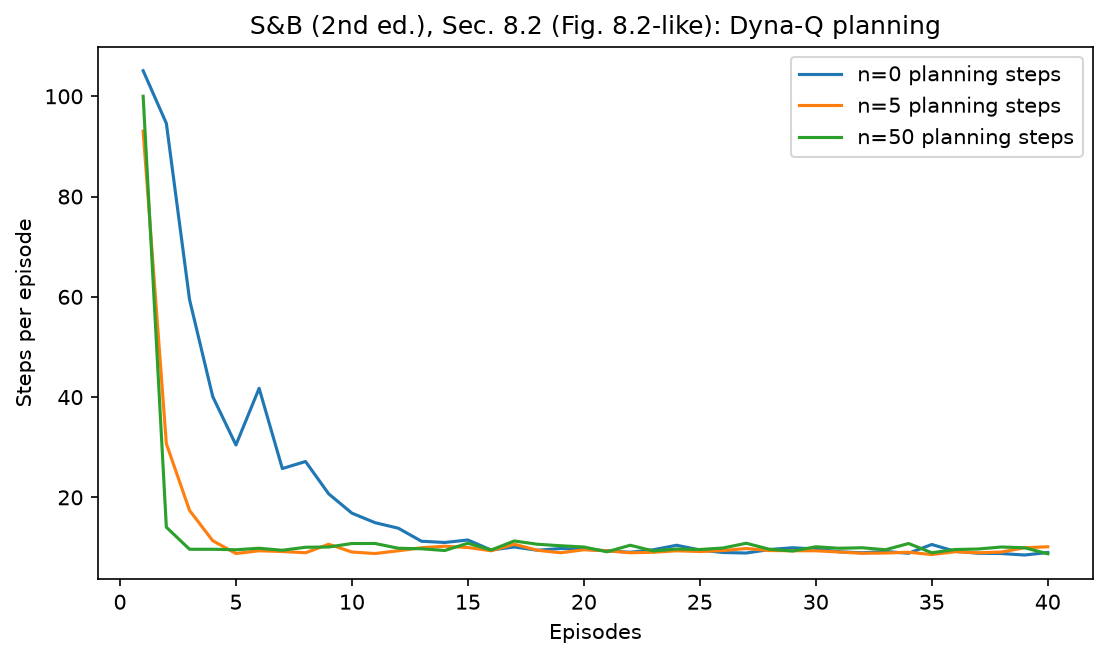 S&B (2nd ed.), Sec. 8.2 (Fig. 8.2-like): Dyna-Q planning
n=0 planning steps
n=5 planning steps
n=50 planning steps
Steps per episode
100
80
60
40
20
0 5 10 15 20 25 30 35 40
Episodes